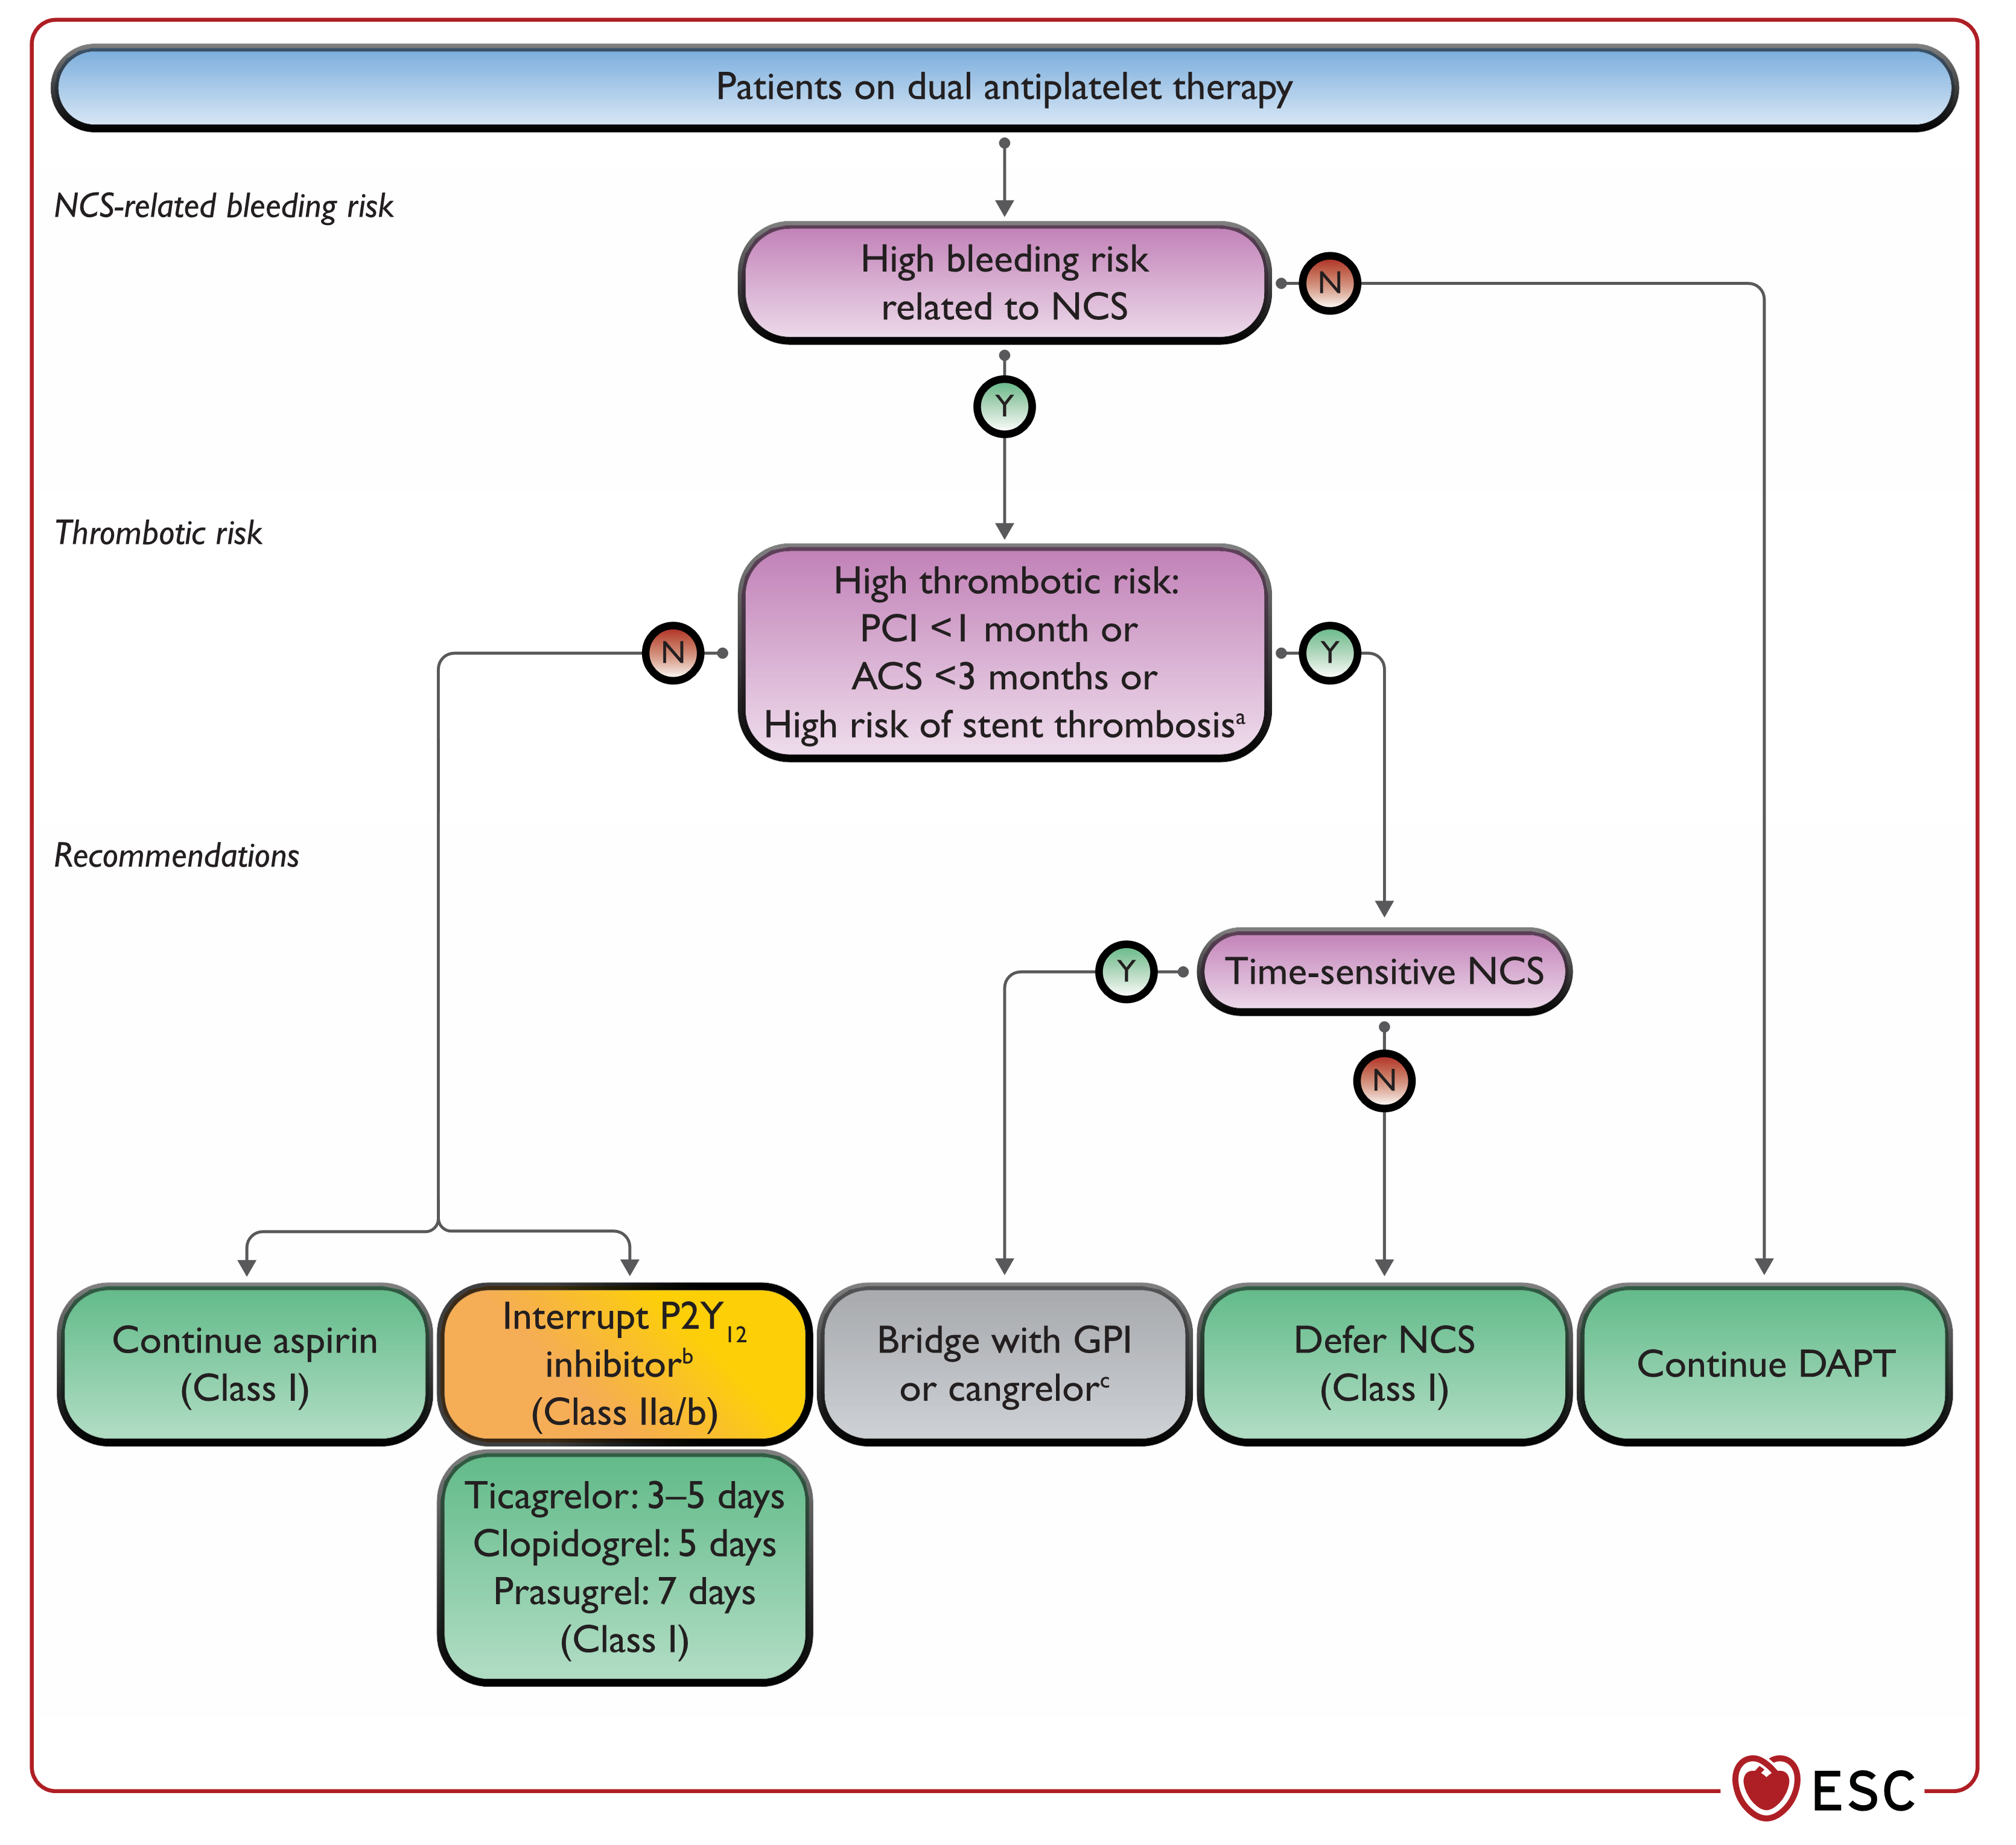 Patients on dual antiplatelet therapy
NCS-related bleeding risk
High bleeding risk
related to NCS
N
Y
Thrombotic risk
High thrombotic risk:
PCI <1 month or
ACS <3 months or
High risk of stent thrombosisᵃ
N
Y
Recommendations
Time-sensitive NCS
Y
N
Continue aspirin
(Class I)
Interrupt P2Y₁₂
inhibitorᵇ
(Class IIa/b)
Ticagrelor: 3–5 days
Clopidogrel: 5 days
Prasugrel: 7 days
(Class I)
Bridge with GPI
or cangrelorᶜ
Defer NCS
(Class I)
Continue DAPT
ESC